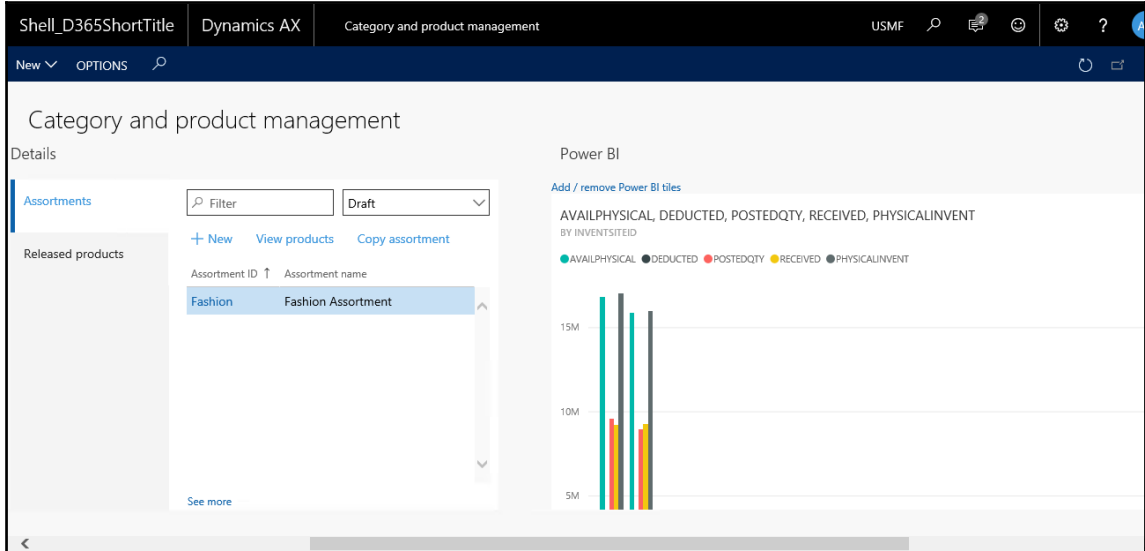 Shell_D365ShortTitle Dynamics AX Category and product management USMF 2 ? A
New OPTIONS
Category and product management
Details
Assortments
Released products
Filter Draft
+ New View products Copy assortment
Assortment ID ↑ Assortment name
Fashion Fashion Assortment
See more
Power BI
Add / remove Power BI tiles
AVAILPHYSICAL, DEDUCTED, POSTEDQTY, RECEIVED, PHYSICALINVENT
BY INVENTSITEID
AVAILPHYSICAL DEDUCTED POSTEDQTY RECEIVED PHYSICALINVENT
15M
10M
5M